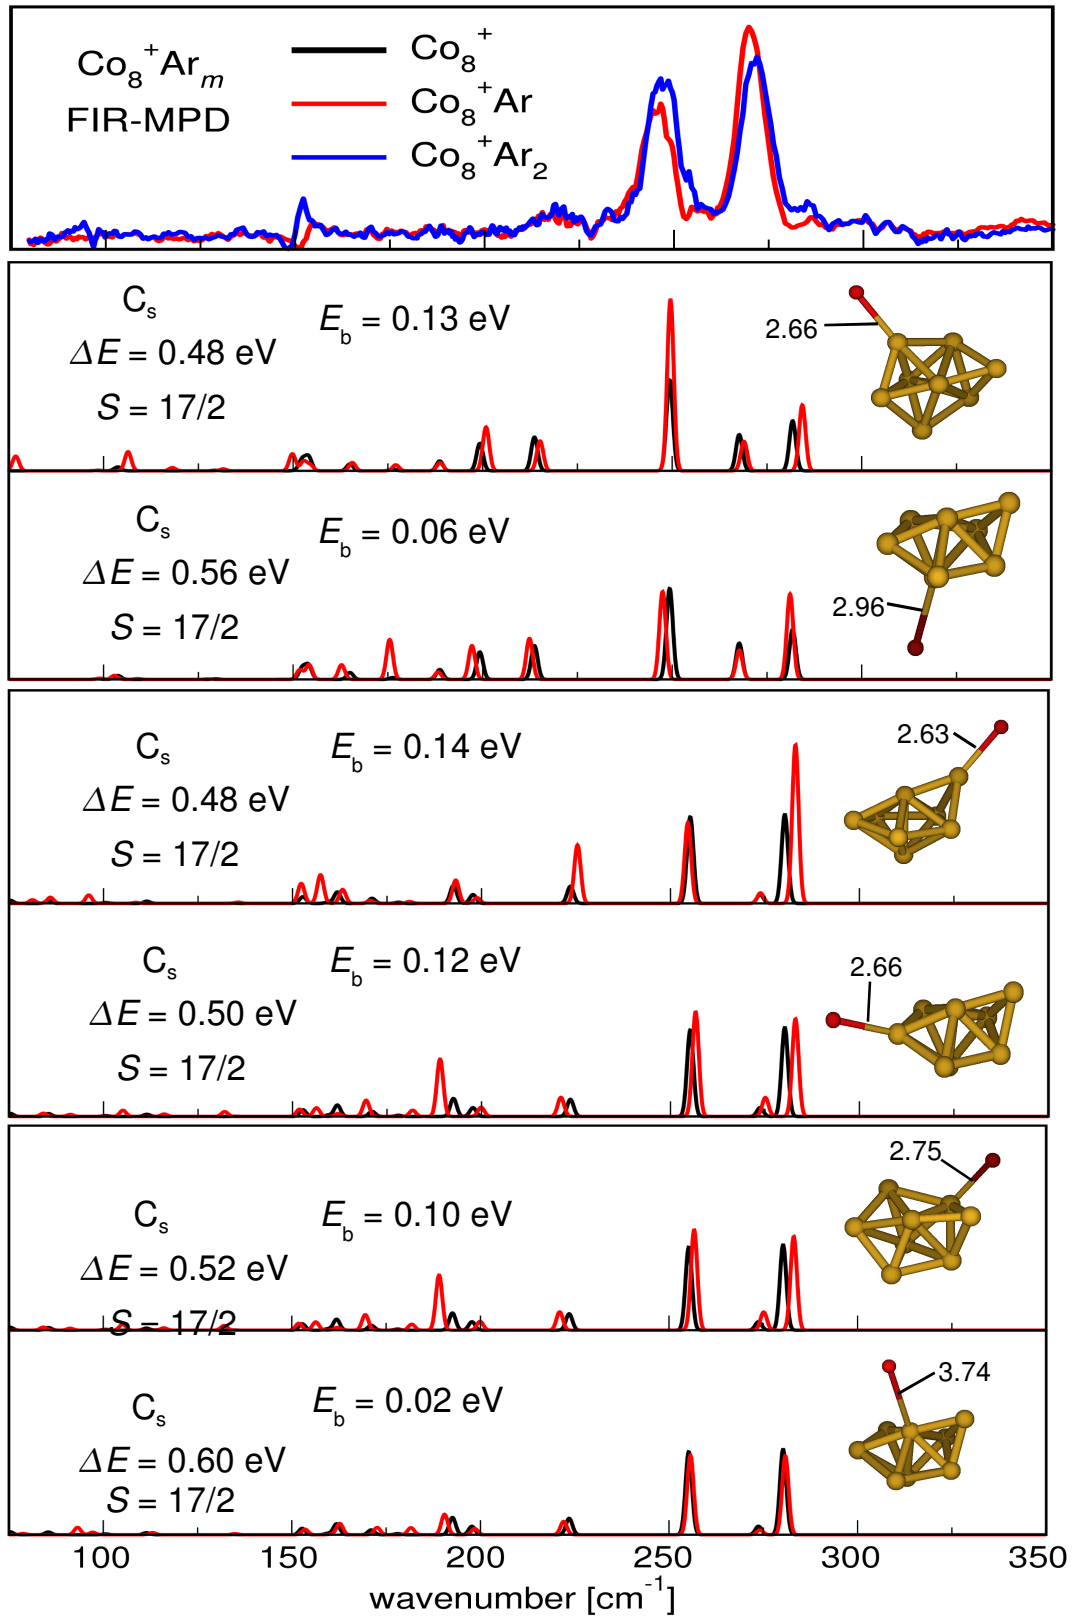 Co8+Arm
FIR-MPD
Co8+
Co8+Ar
Co8+Ar2
Cs
ΔE = 0.48 eV
S = 17/2
Eb = 0.13 eV
2.66
Cs
ΔE = 0.56 eV
S = 17/2
Eb = 0.06 eV
2.96
Cs
ΔE = 0.48 eV
S = 17/2
Eb = 0.14 eV
2.63
Cs
ΔE = 0.50 eV
S = 17/2
Eb = 0.12 eV
2.66
Cs
ΔE = 0.52 eV
S = 17/2
Eb = 0.10 eV
2.75
Cs
ΔE = 0.60 eV
S = 17/2
Eb = 0.02 eV
3.74
100 150 200 250 300 350
wavenumber [cm-1]